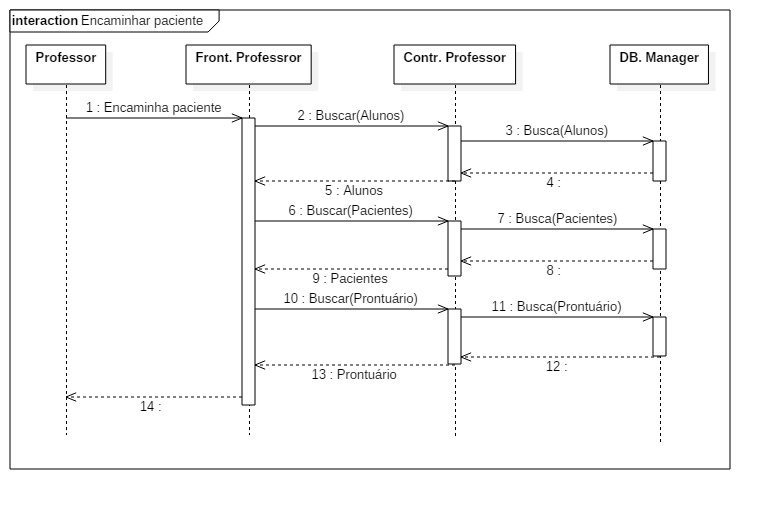 interaction Encaminhar paciente
Professor
Front. Professror
Contr. Professor
DB. Manager
1 : Encaminha paciente
2 : Buscar(Alunos)
3 : Busca(Alunos)
4 :
5 : Alunos
6 : Buscar(Pacientes)
7 : Busca(Pacientes)
8 :
9 : Pacientes
10 : Buscar(Prontuário)
11 : Busca(Prontuário)
12 :
13 : Prontuário
14 :